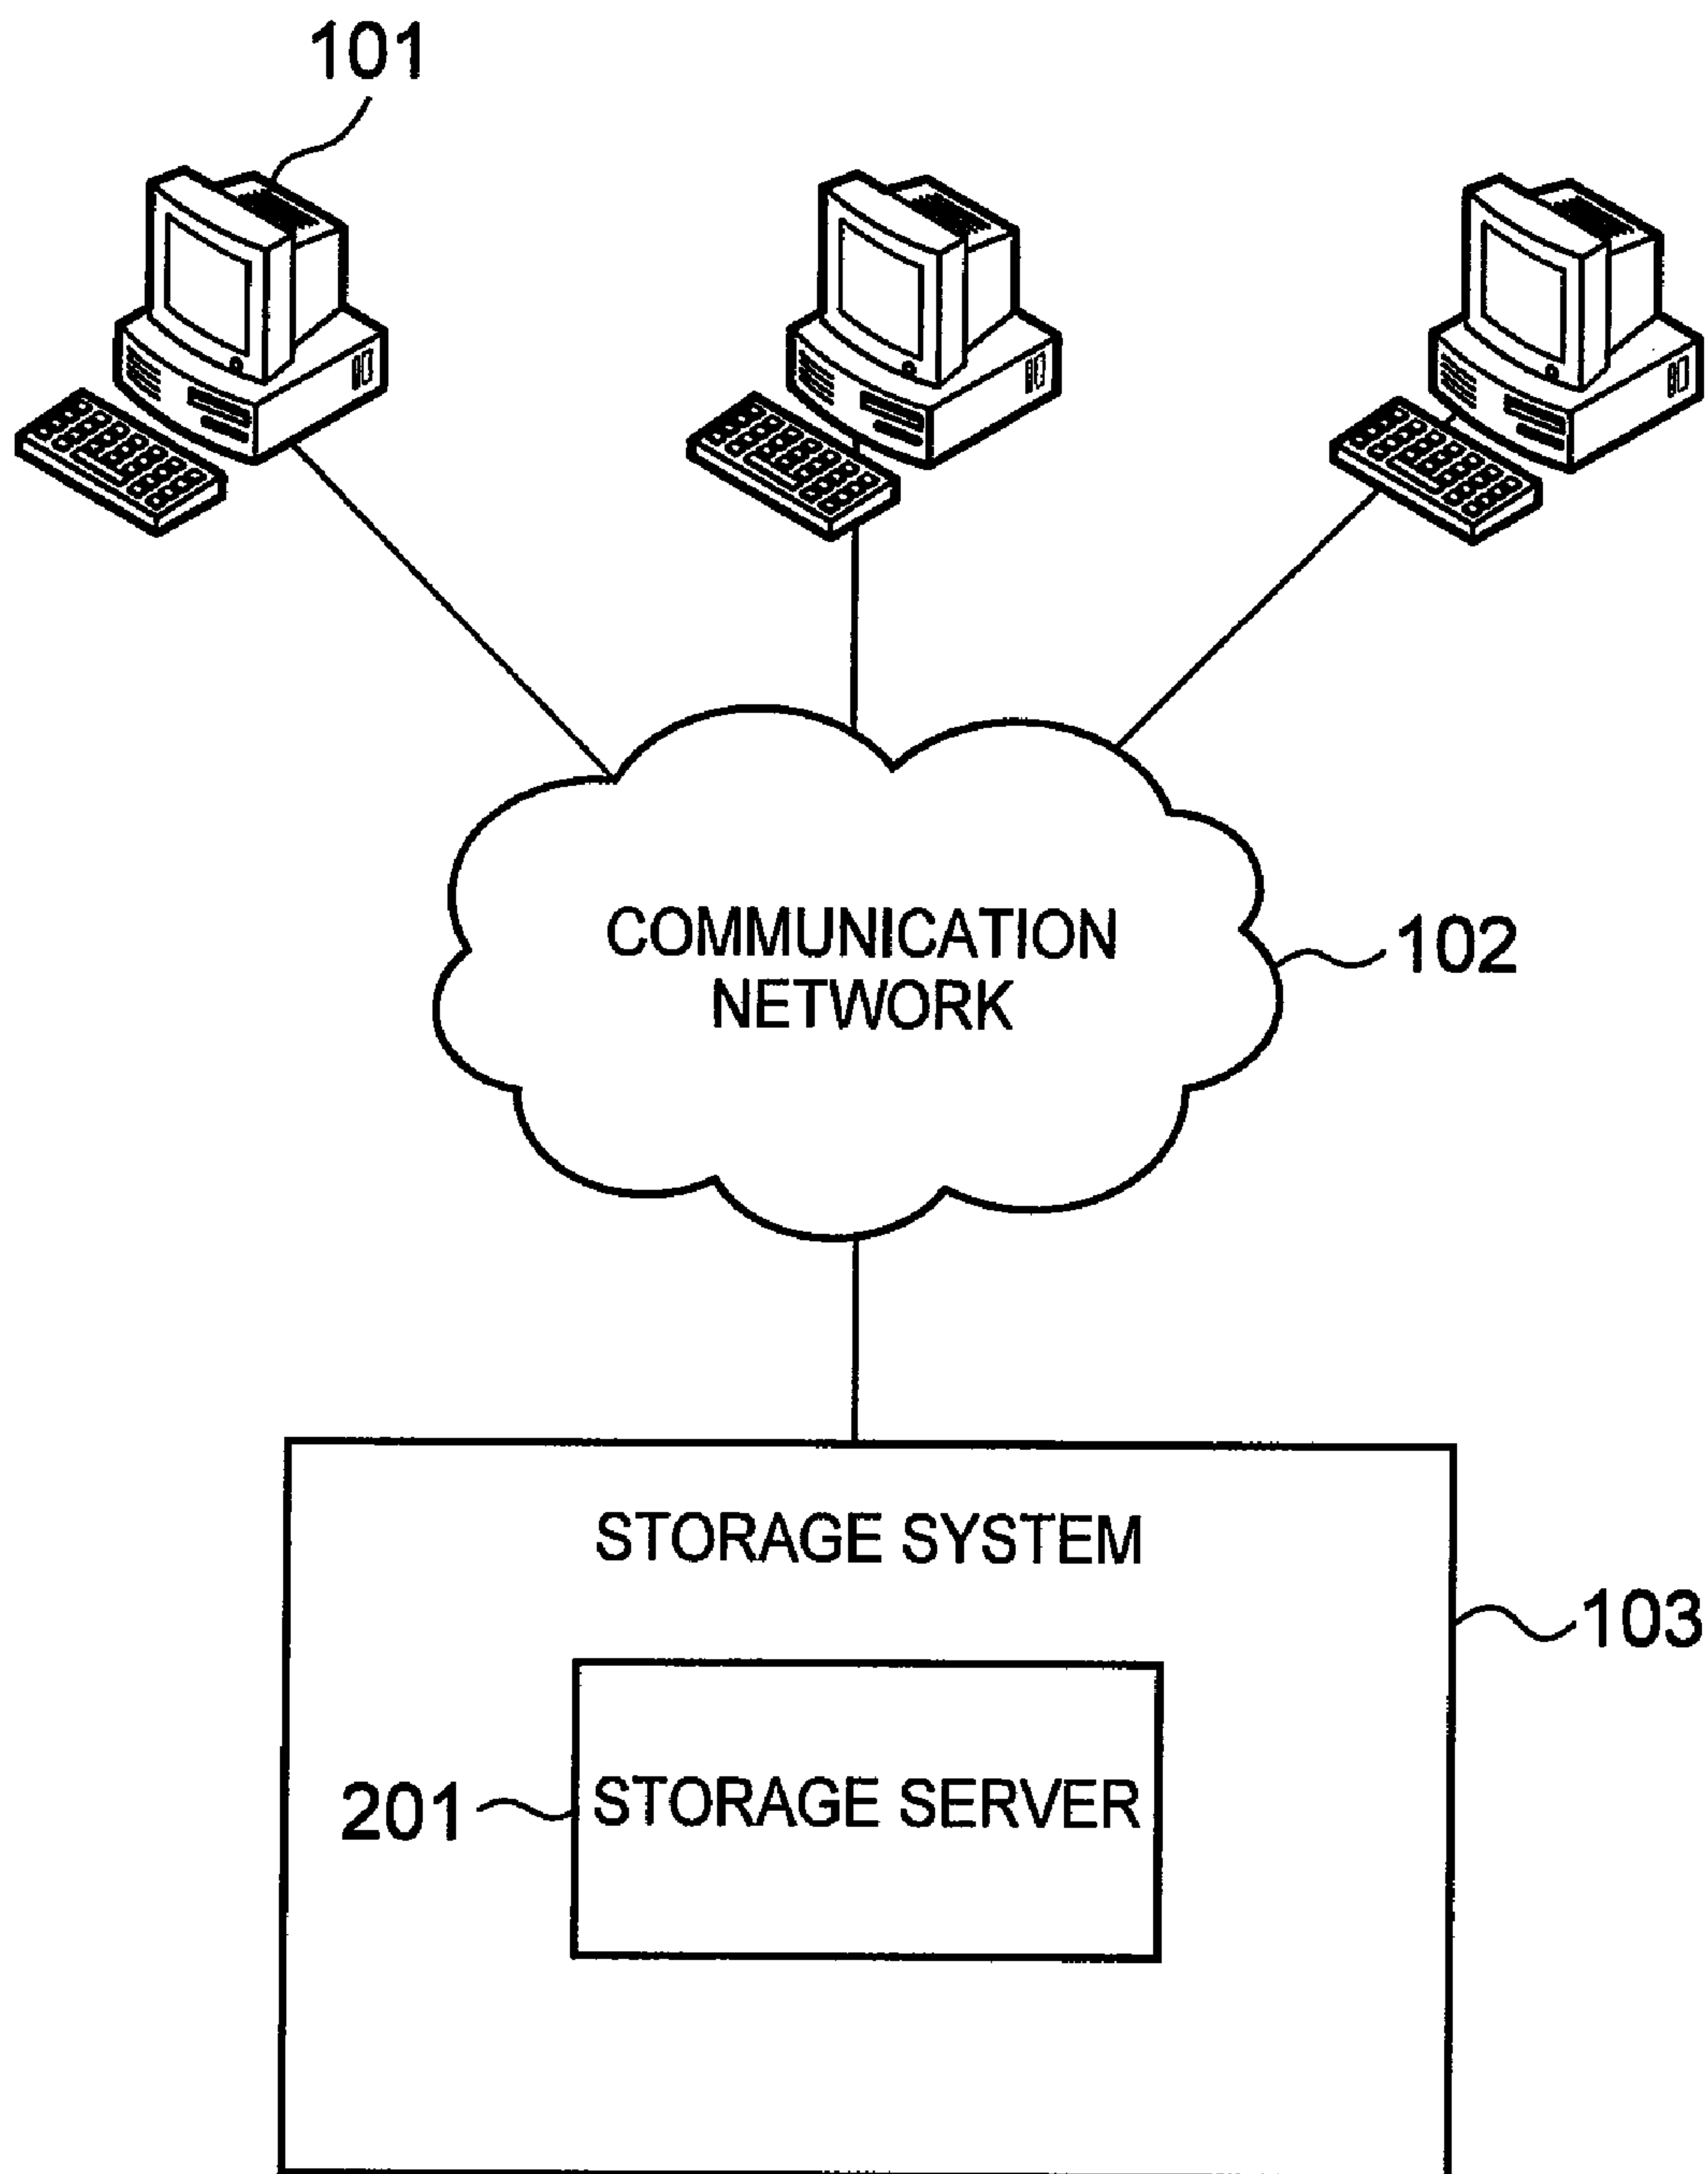 101
COMMUNICATION
NETWORK
102
STORAGE SYSTEM
103
201
STORAGE SERVER